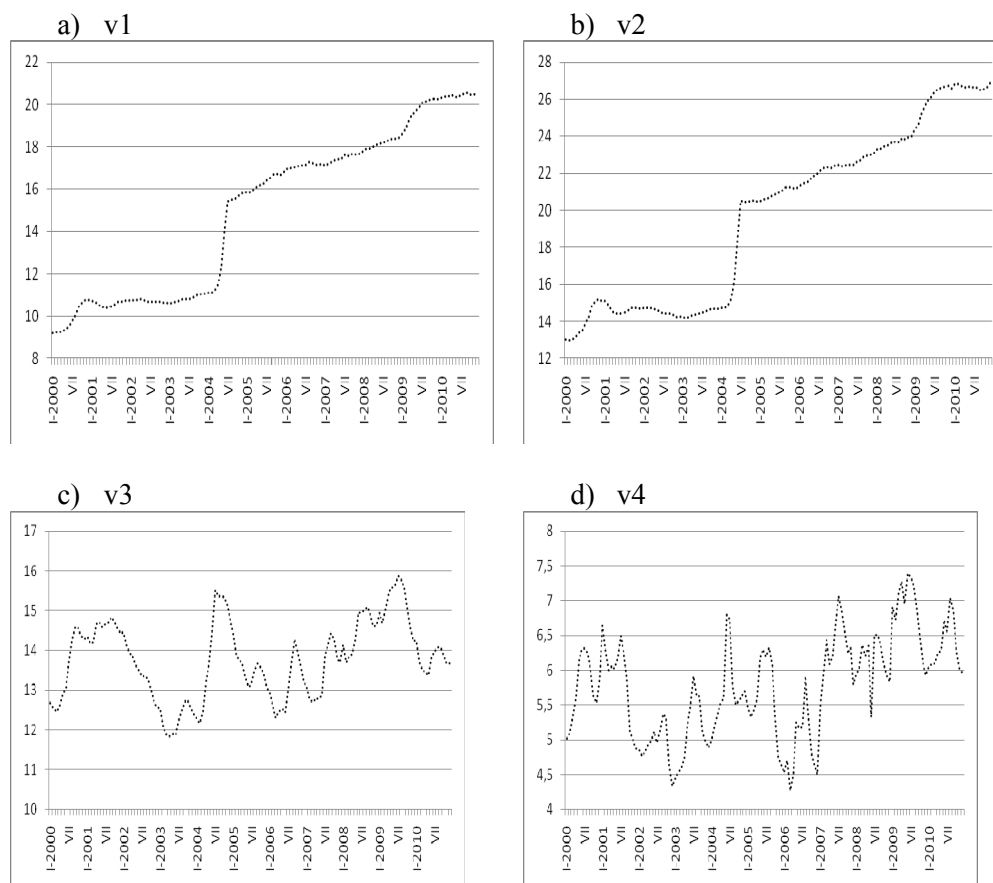 a) v1
22
20
18
16
14
12
10
8
I-2000
VII
I-2001
VII
I-2002
VII
I-2003
VII
I-2004
VII
I-2005
VII
I-2006
VII
I-2007
VII
I-2008
VII
I-2009
VII
I-2010
VII
b) v2
28
26
24
22
20
18
16
14
12
I-2000
VII
I-2001
VII
I-2002
VII
I-2003
VII
I-2004
VII
I-2005
VII
I-2006
VII
I-2007
VII
I-2008
VII
I-2009
VII
I-2010
VII
c) v3
17
16
15
14
13
12
11
10
I-2000
VII
I-2001
VII
I-2002
VII
I-2003
VII
I-2004
VII
I-2005
VII
I-2006
VII
I-2007
VII
I-2008
VII
I-2009
VII
I-2010
VII
d) v4
8
7,5
7
6,5
6
5,5
5
4,5
4
I-2000
VII
I-2001
VII
I-2002
VII
I-2003
VII
I-2004
VII
I-2005
VII
I-2006
VII
I-2007
VII
I-2008
VII
I-2009
VII
I-2010
VII